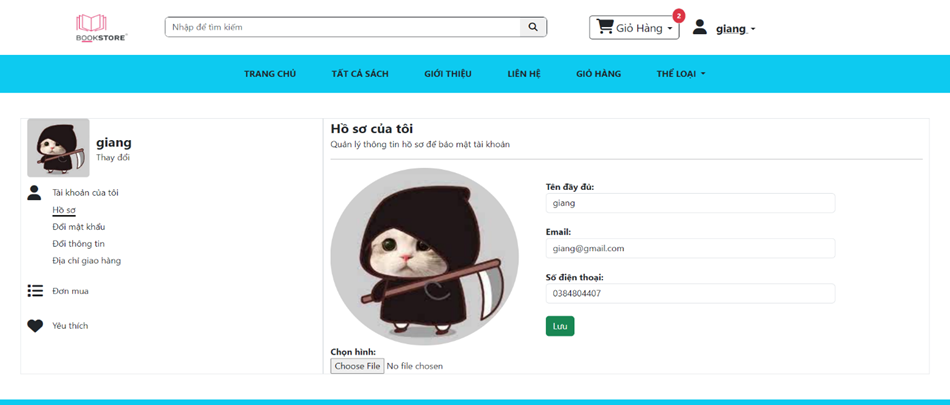 BOOKSTORE
Nhập để tìm kiếm
Giỏ Hàng
2
giang
TRANG CHỦ TẤT CẢ SÁCH GIỚI THIỆU LIÊN HỆ GIỎ HÀNG THỂ LOẠI
giang
Thay đổi
Tài khoản của tôi
Hồ sơ
Đổi mật khẩu
Đổi thông tin
Địa chỉ giao hàng
Đơn mua
Yêu thích
Hồ sơ của tôi
Quản lý thông tin hồ sơ để bảo mật tài khoản
Chọn hình:
Choose File No file chosen
Tên đầy đủ:
giang
Email:
giang@gmail.com
Số điện thoại:
0384804407
Lưu